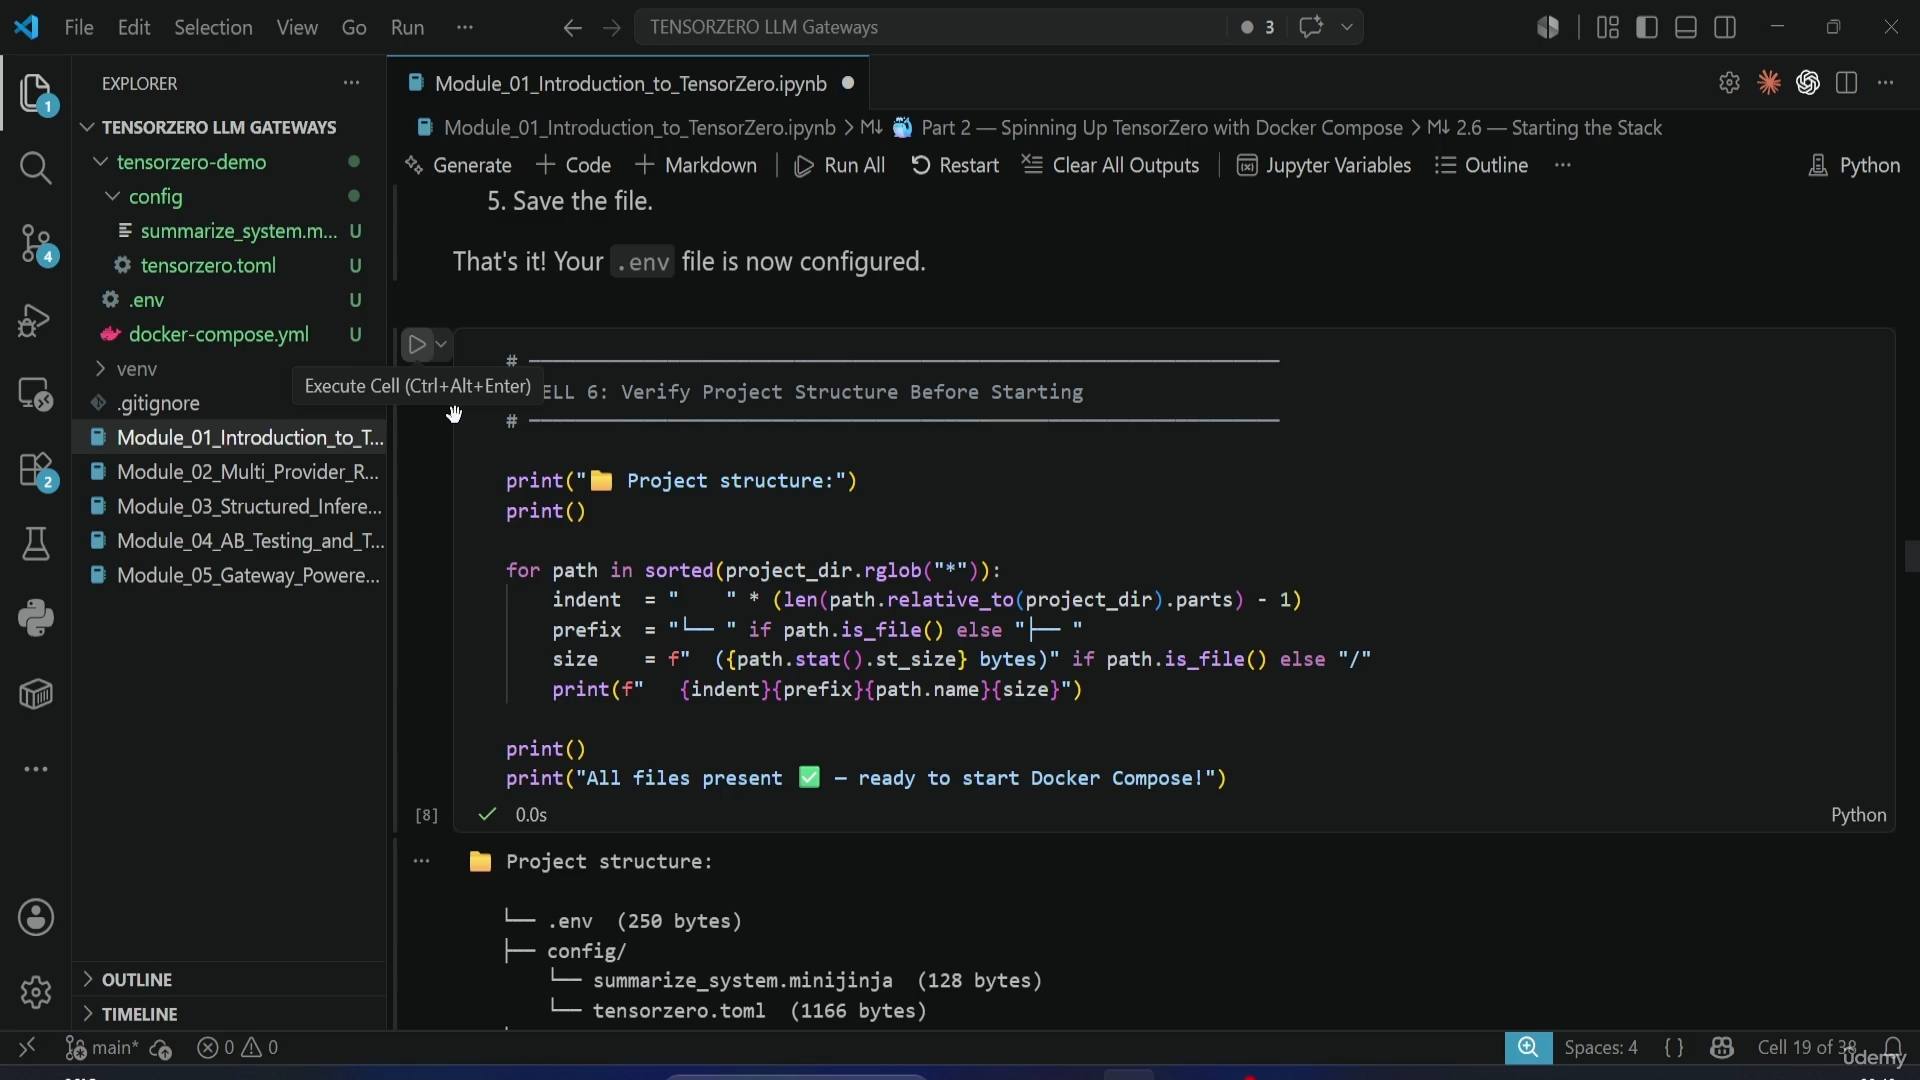 File Edit Selection View Go Run ··· TENSORZERO LLM Gateways 3
EXPLORER ···
TENSORZERO LLM GATEWAYS
tensorzero-demo
config
summarize_system.m... U
tensorzero.toml U
.env U
docker-compose.yml U
venv
.gitignore
Module_01_Introduction_to_T...
Module_02_Multi_Provider_R...
Module_03_Structured_Infere...
Module_04_AB_Testing_and_T...
Module_05_Gateway_Powere...
OUTLINE
TIMELINE
1
4
2
Module_01_Introduction_to_TensorZero.ipynb
Module_01_Introduction_to_TensorZero.ipynb > M↓ 🐳 Part 2 — Spinning Up TensorZero with Docker Compose > M↓ 2.6 — Starting the Stack
Generate + Code + Markdown Run All Restart Clear All Outputs Jupyter Variables Outline ··· Python
5. Save the file.
That's it! Your .env file is now configured.
Execute Cell (Ctrl+Alt+Enter)
# ─────────────────────────────────────────────
ELL 6: Verify Project Structure Before Starting
# ─────────────────────────────────────────────
print("📁 Project structure:")
print()
for path in sorted(project_dir.rglob("*")):
    indent  = "    " * (len(path.relative_to(project_dir).parts) - 1)
    prefix  = "└── " if path.is_file() else "├── "
    size    = f"  ({path.stat().st_size} bytes)" if path.is_file() else "/"
    print(f"   {indent}{prefix}{path.name}{size}")
print()
print("All files present ✅ — ready to start Docker Compose!")
[8] ✓ 0.0s Python
··· 📁 Project structure:
└── .env  (250 bytes)
├── config/
    └── summarize_system.minijinja  (128 bytes)
    └── tensorzero.toml  (1166 bytes)
main* 0 0 Spaces: 4 { } Cell 19 of 38
udemy